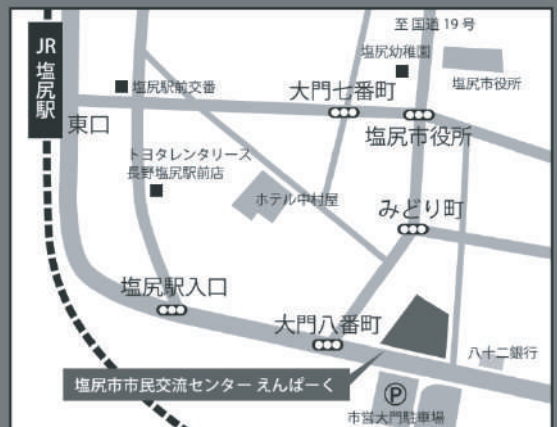 至 国道 19 号
JR 塩尻駅
塩尻幼稚園
塩尻市役所
塩尻駅前交番
大門七番町
塩尻市役所
東口
トヨタレンタリース
長野塩尻駅前店
ホテル中村屋
みどり町
塩尻駅入口
大門八番町
八十二銀行
塩尻市市民交流センター えんぱーく
P
市営大門駐車場